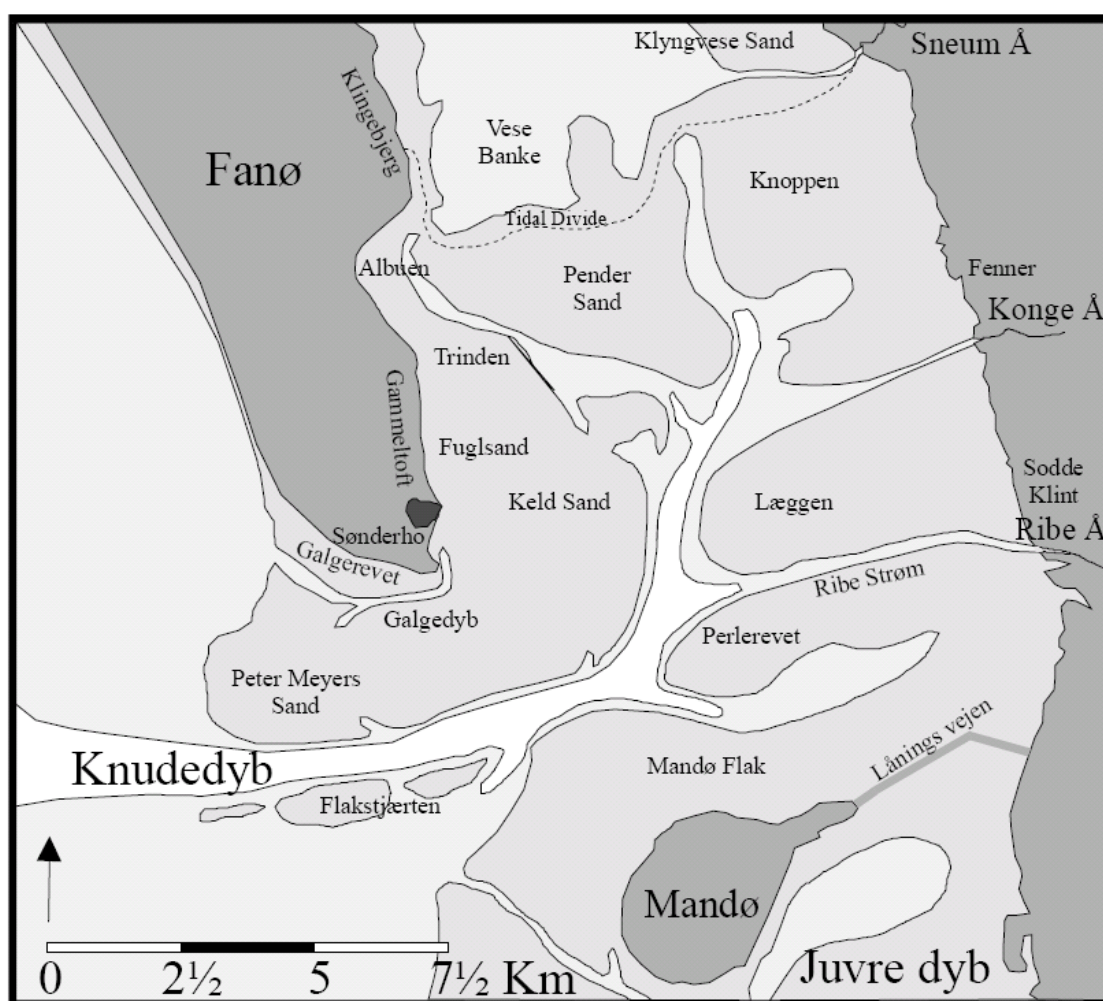 Klyngvese Sand
Sneum Å
Klingebjerg
Vese
Banke
Fanø
Knoppen
Tidal Divide
Albuen
Pender
Sand
Fenner
Konge Å
Trinden
Gammeltoft
Fuglsand
Keld Sand
Læggen
Sodde
Klint
Ribe Å
Sønderho
Galgerevet
Ribe Strøm
Galgedyb
Perlerevet
Peter Meyers
Sand
Lånings vejen
Knudedyb
Mandø Flak
Flakstjærten
Mandø
Juvre dyb
0 2½ 5 7½ Km